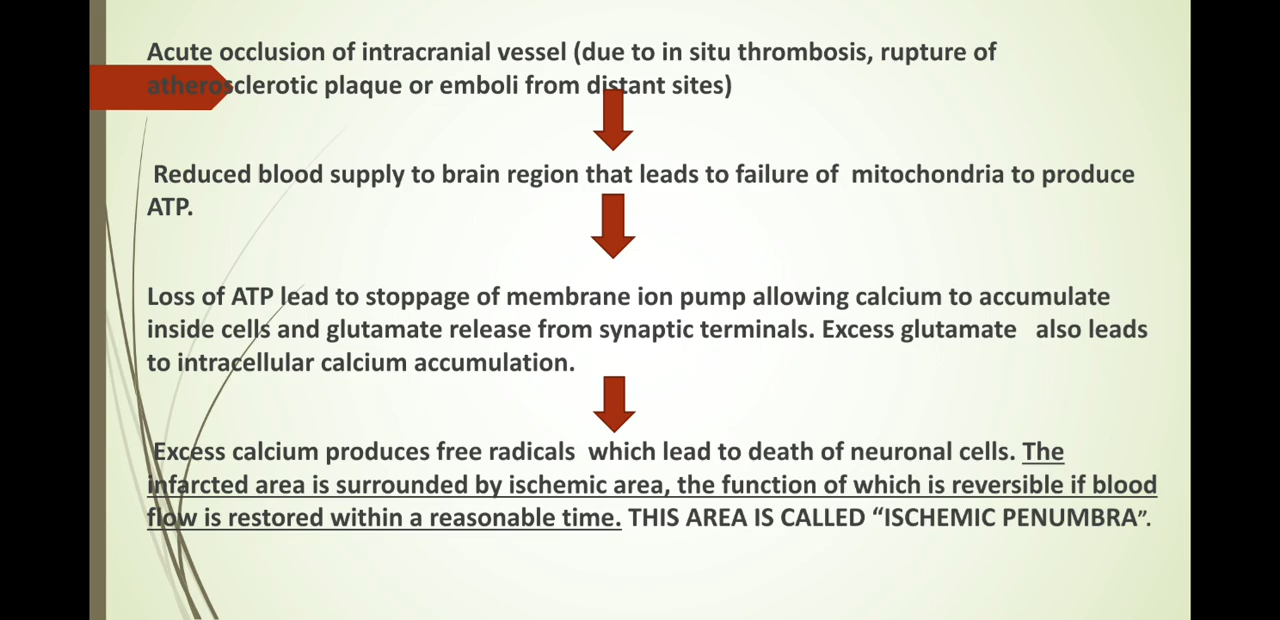 Acute occlusion of intracranial vessel (due to in situ thrombosis, rupture of
atherosclerotic plaque or emboli from distant sites)
Reduced blood supply to brain region that leads to failure of mitochondria to produce
ATP.
Loss of ATP lead to stoppage of membrane ion pump allowing calcium to accumulate
inside cells and glutamate release from synaptic terminals. Excess glutamate also leads
to intracellular calcium accumulation.
Excess calcium produces free radicals which lead to death of neuronal cells. The
infarcted area is surrounded by ischemic area, the function of which is reversible if blood
flow is restored within a reasonable time. THIS AREA IS CALLED “ISCHEMIC PENUMBRA”.